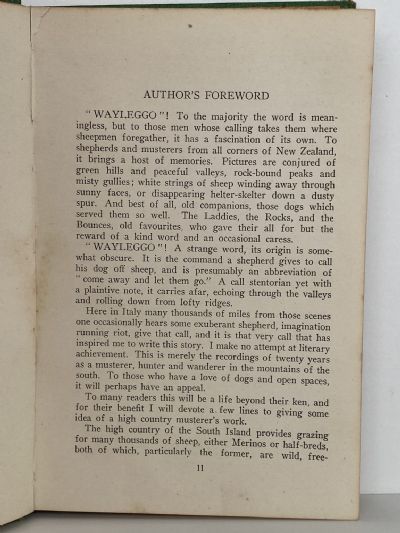 AUTHOR'S FOREWORD
" WAYLEGGO "! To the majority the word is mean-
ingless, but to those men whose calling takes them where
sheepmen foregather, it has a fascination of its own. To
shepherds and musterers from all corners of New Zealand,
it brings a host of memories. Pictures are conjured of
green hills and peaceful valleys, rock-bound peaks and
misty gullies; white strings of sheep winding away through
sunny faces, or disappearing helter-skelter down a dusty
spur. And best of all, old companions, those dogs which
served them so well. The Laddies, the Rocks, and the
Bounces, old favourites, who gave their all for but the
reward of a kind word and an occasional caress.
" WAYLEGGO "! A strange word, its origin is some-
what obscure. It is the command a shepherd gives to call
his dog off sheep, and is presumably an abbreviation of
" come away and let them go." A call stentorian yet with
a plaintive note, it carries afar, echoing through the valleys
and rolling down from lofty ridges.
Here in Italy many thousands of miles from those scenes
one occasionally hears some exuberant shepherd, imagination
running riot, give that call, and it is that very call that has
inspired me to write this story. I make no attempt at literary
achievement. This is merely the recordings of twenty years
as a musterer, hunter and wanderer in the mountains of the
south. To those who have a love of dogs and open spaces,
it will perhaps have an appeal.
To many readers this will be a life beyond their ken, and
for their benefit I will devote a few lines to giving some
idea of a high country musterer's work.
The high country of the South Island provides grazing
for many thousands of sheep, either Merinos or half-breds,
both of which, particularly the former, are wild, free-
11